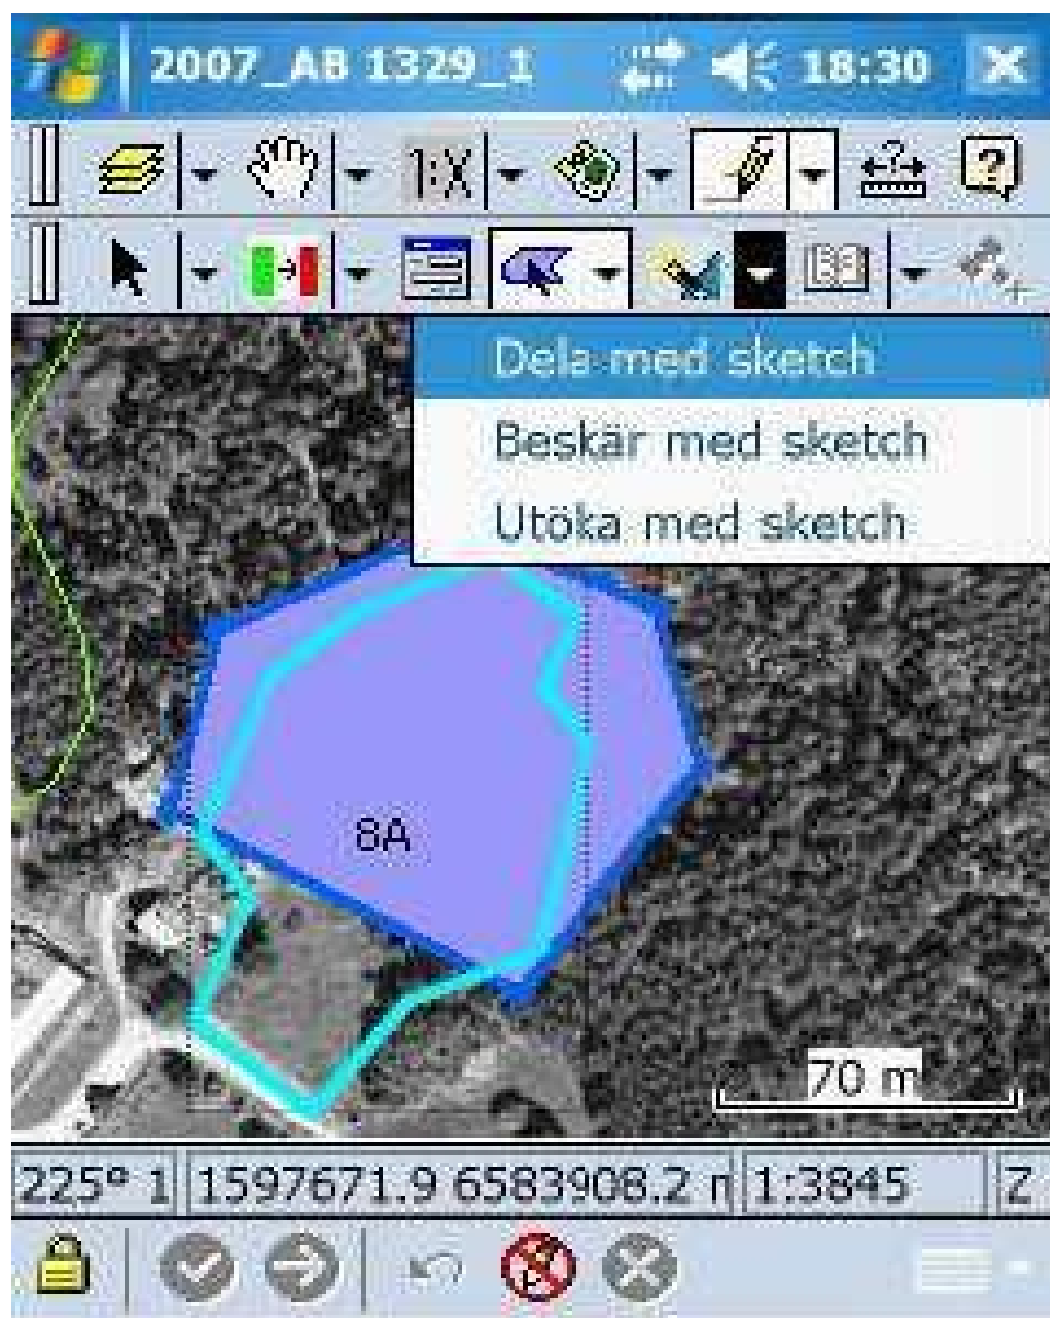 2007_AB 1329_1 18:30
1:X
Dela med sketch
Beskär med sketch
Utöka med sketch
8A
70 m
225° 1 1597671.9 6583908.2 m 1:3845 Z